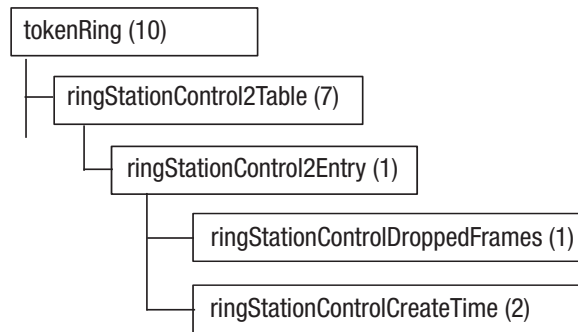 tokenRing (10)
ringStationControl2Table (7)
ringStationControl2Entry (1)
ringStationControlDroppedFrames (1)
ringStationControlCreateTime (2)